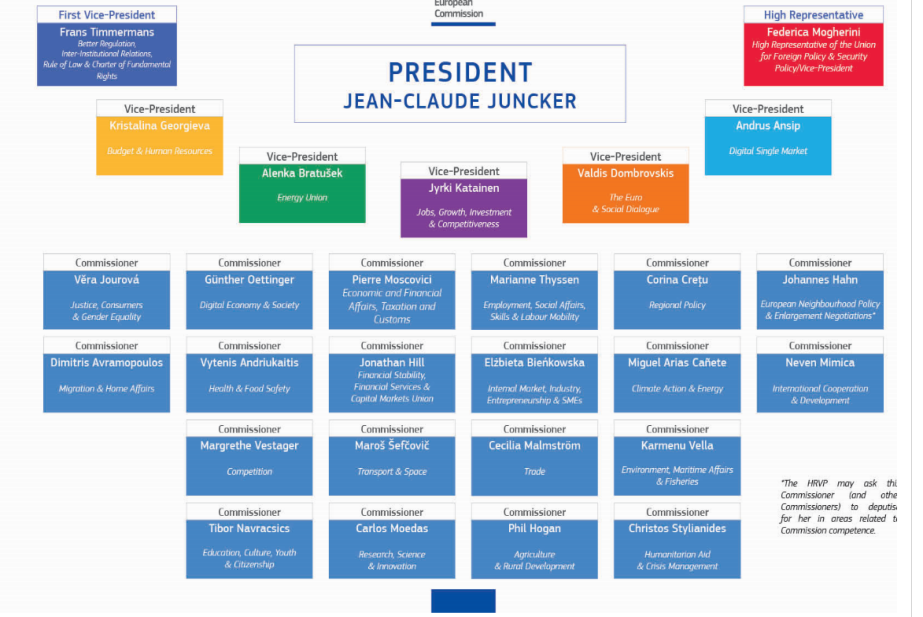 European
Commission
First Vice-President
Frans Timmermans
Better Regulation,
Inter-Institutional Relations,
Rule of Law & Charter of Fundamental
Rights
High Representative
Federica Mogherini
High Representative of the Union
for Foreign Policy & Security
Policy/Vice-President
PRESIDENT
JEAN-CLAUDE JUNCKER
Vice-President
Kristalina Georgieva
Budget & Human Resources
Vice-President
Andrus Ansip
Digital Single Market
Vice-President
Alenka Bratušek
Energy Union
Vice-President
Jyrki Katainen
Jobs, Growth, Investment
& Competitiveness
Vice-President
Valdis Dombrovskis
The Euro
& Social Dialogue
Commissioner
Věra Jourová
Justice, Consumers
& Gender Equality
Commissioner
Günther Oettinger
Digital Economy & Society
Commissioner
Pierre Moscovici
Economic and Financial
Affairs, Taxation and
Customs
Commissioner
Marianne Thyssen
Employment, Social Affairs,
Skills & Labour Mobility
Commissioner
Corina Crețu
Regional Policy
Commissioner
Johannes Hahn
European Neighbourhood Policy
& Enlargement Negotiations*
Commissioner
Dimitris Avramopoulos
Migration & Home Affairs
Commissioner
Vytenis Andriukaitis
Health & Food Safety
Commissioner
Jonathan Hill
Financial Stability,
Financial Services &
Capital Markets Union
Commissioner
Elżbieta Bieńkowska
Internal Market, Industry,
Entrepreneurship & SMEs
Commissioner
Miguel Arias Cañete
Climate Action & Energy
Commissioner
Neven Mimica
International Cooperation
& Development
Commissioner
Margrethe Vestager
Competition
Commissioner
Maroš Šefčovič
Transport & Space
Commissioner
Cecilia Malmström
Trade
Commissioner
Karmenu Vella
Environment, Maritime Affairs
& Fisheries
Commissioner
Tibor Navracsics
Education, Culture, Youth
& Citizenship
Commissioner
Carlos Moedas
Research, Science
& Innovation
Commissioner
Phil Hogan
Agriculture
& Rural Development
Commissioner
Christos Stylianides
Humanitarian Aid
& Crisis Management
*The HRVP may ask thi
Commissioner (and othe
Commissioners) to deputis
for her in areas related t
Commission competence.